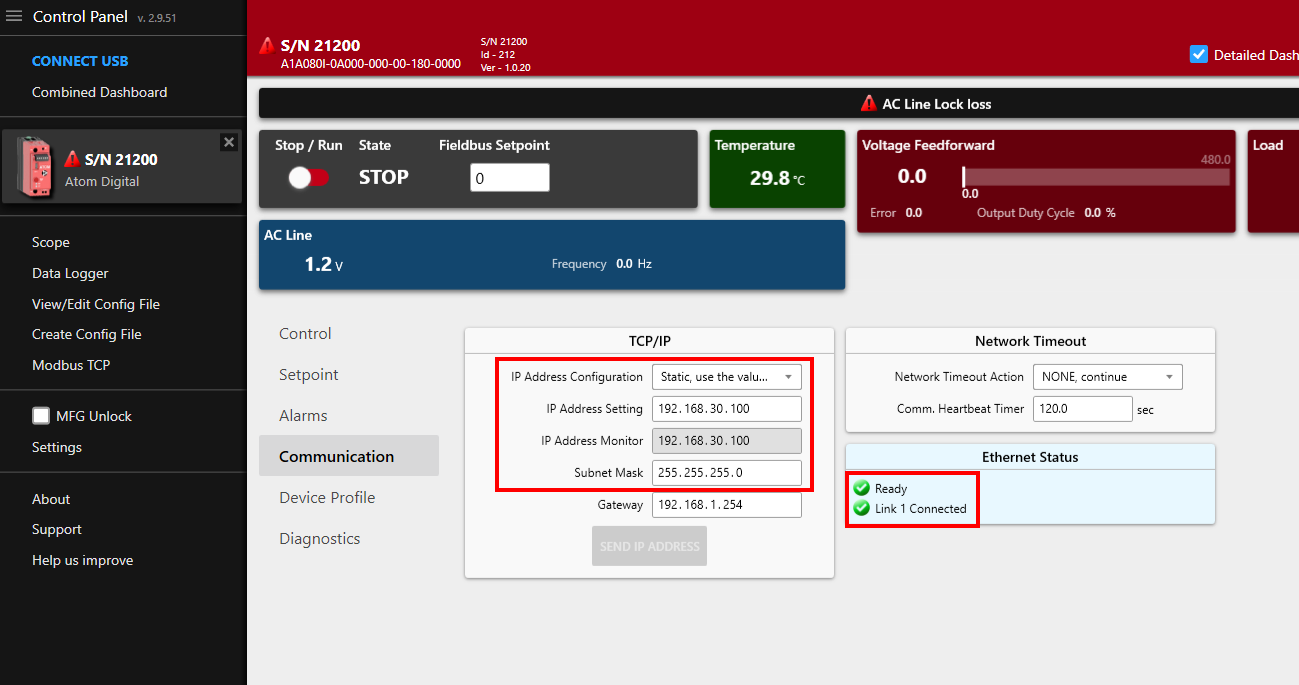 Control Panel v. 2.9.51
CONNECT USB
Combined Dashboard
S/N 21200
Atom Digital
Scope
Data Logger
View/Edit Config File
Create Config File
Modbus TCP
MFG Unlock
Settings
About
Support
Help us improve
S/N 21200
A1A080I-0A000-000-00-180-0000
S/N 21200
Id - 212
Ver - 1.0.20
Detailed Dash
AC Line Lock loss
Stop / Run State Fieldbus Setpoint
STOP 0
Temperature
29.8 °C
Voltage Feedforward
480.0
0.0
0.0
Error 0.0 Output Duty Cycle 0.0 %
Load
AC Line
1.2 V Frequency 0.0 Hz
Control
Setpoint
Alarms
Communication
Device Profile
Diagnostics
TCP/IP
IP Address Configuration Static, use the valu...
IP Address Setting 192.168.30.100
IP Address Monitor 192.168.30.100
Subnet Mask 255.255.255.0
Gateway 192.168.1.254
SEND IP ADDRESS
Network Timeout
Network Timeout Action NONE, continue
Comm. Heartbeat Timer 120.0 sec
Ethernet Status
Ready
Link 1 Connected